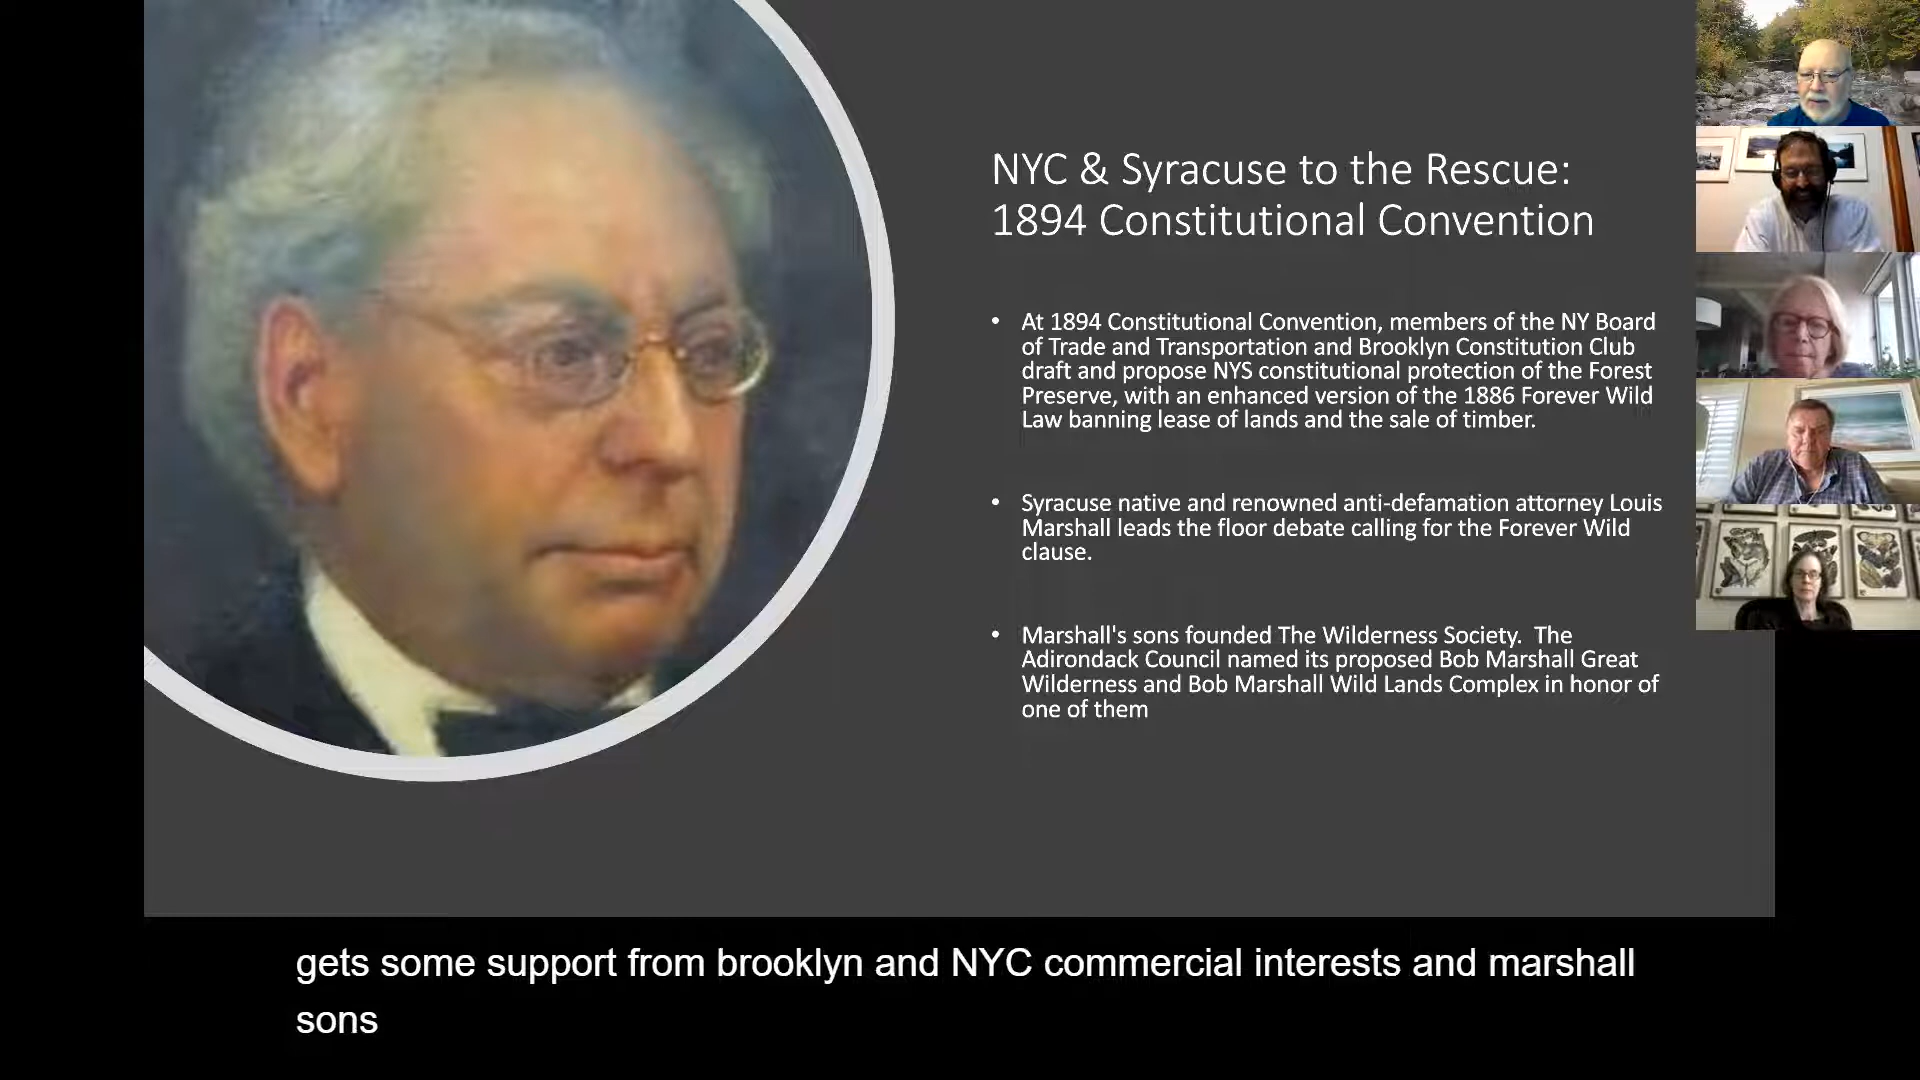 NYC & Syracuse to the Rescue:
1894 Constitutional Convention
• At 1894 Constitutional Convention, members of the NY Board
of Trade and Transportation and Brooklyn Constitution Club
draft and propose NYS constitutional protection of the Forest
Preserve, with an enhanced version of the 1886 Forever Wild
Law banning lease of lands and the sale of timber.
• Syracuse native and renowned anti-defamation attorney Louis
Marshall leads the floor debate calling for the Forever Wild
clause.
• Marshall's sons founded The Wilderness Society.  The
Adirondack Council named its proposed Bob Marshall Great
Wilderness and Bob Marshall Wild Lands Complex in honor of
one of them
gets some support from brooklyn and NYC commercial interests and marshall
sons